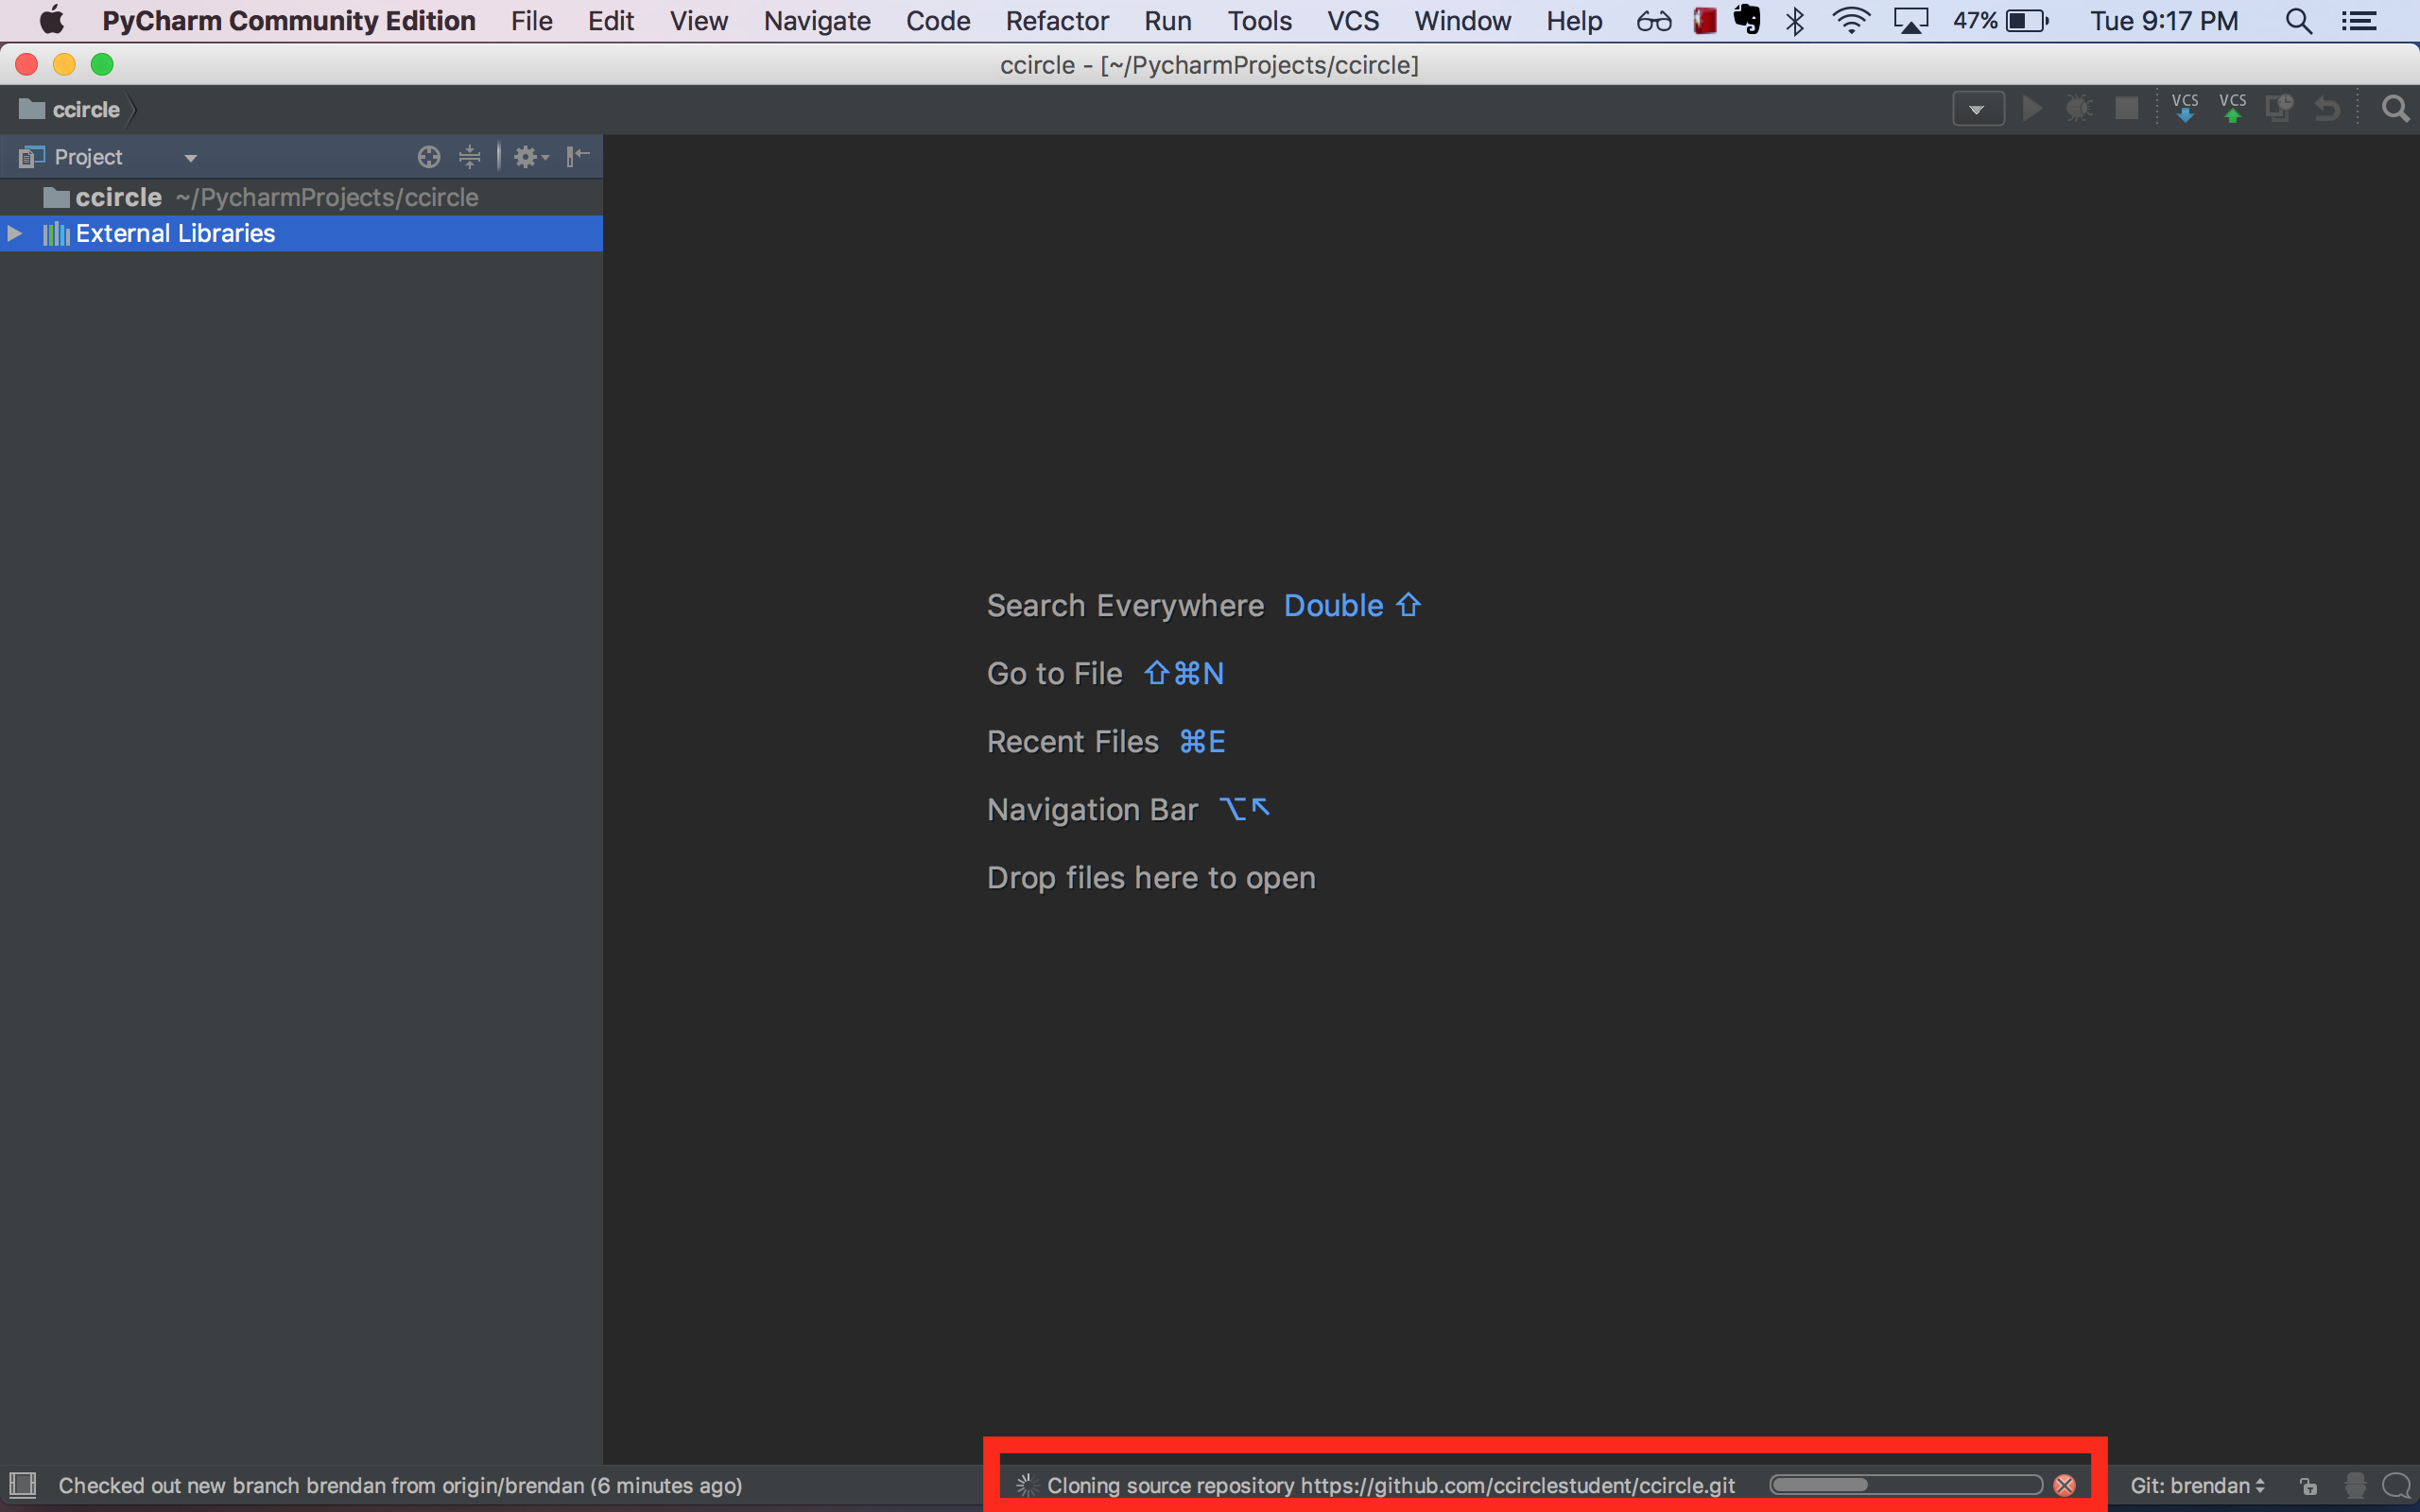 PyCharm Community Edition File Edit View Navigate Code Refactor Run Tools VCS Window Help 47% Tue 9:17 PM
ccircle - [~/PycharmProjects/ccircle]
ccircle VCS VCS
Project
ccircle ~/PycharmProjects/ccircle
External Libraries
Search Everywhere Double ⇧
Go to File ⇧⌘N
Recent Files ⌘E
Navigation Bar ⌥↖
Drop files here to open
Checked out new branch brendan from origin/brendan (6 minutes ago) Cloning source repository https://github.com/ccirclestudent/ccircle.git Git: brendan